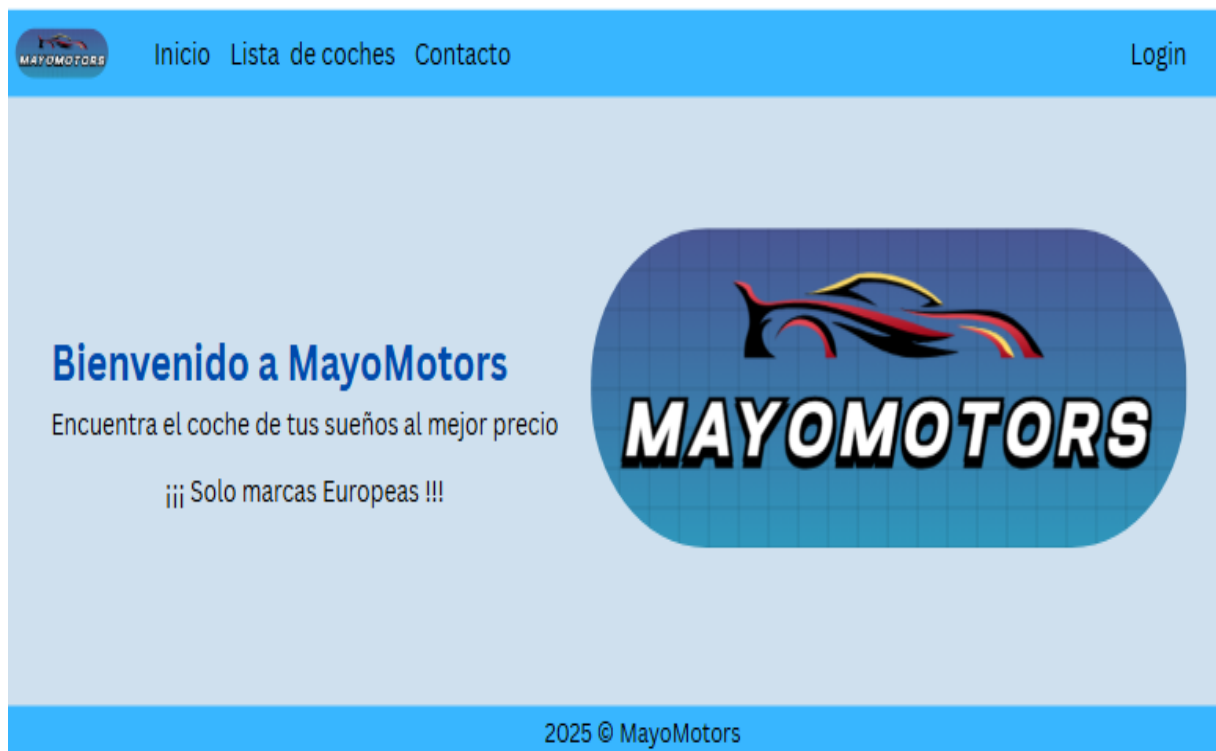 MAYOMOTORS
Inicio Lista de coches Contacto
Login
Bienvenido a MayoMotors
Encuentra el coche de tus sueños al mejor precio
¡¡¡ Solo marcas Europeas !!!
MAYOMOTORS
2025 © MayoMotors